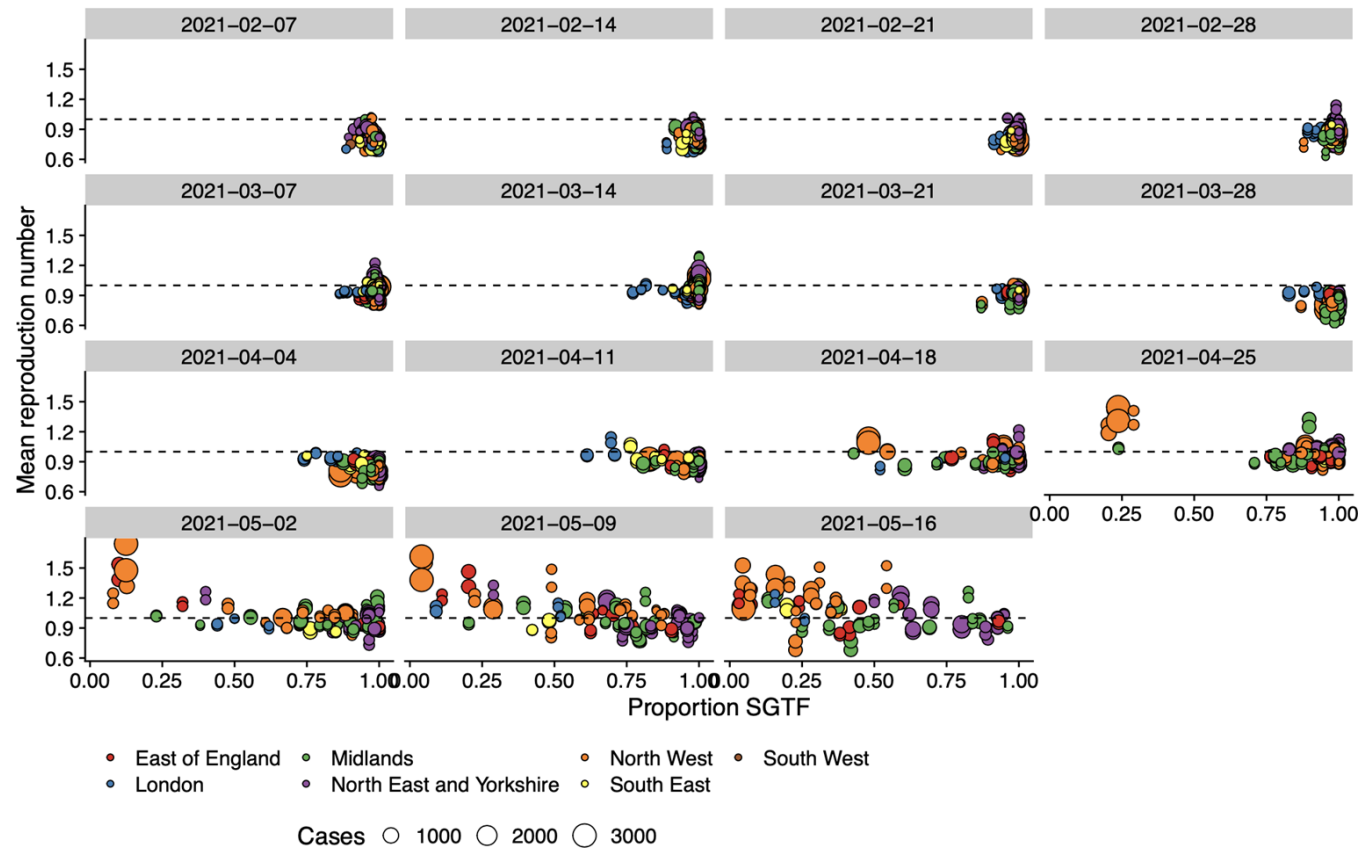 2021−02−07 2021−02−14 2021−02−21 2021−02−28
1.5
1.2
0.9
0.6
2021−03−07 2021−03−14 2021−03−21 2021−03−28
1.5
1.2
0.9
0.6
2021−04−04 2021−04−11 2021−04−18 2021−04−25
1.5
1.2
0.9
0.6
0.00 0.25 0.50 0.75 1.00
2021−05−02 2021−05−09 2021−05−16
1.5
1.2
0.9
0.6
0.00 0.25 0.50 0.75 1.00 0.00 0.25 0.50 0.75 1.00 0.00 0.25 0.50 0.75 1.00
Mean reproduction number
Proportion SGTF
East of England Midlands North West South West
London North East and Yorkshire South East
Cases 1000 2000 3000